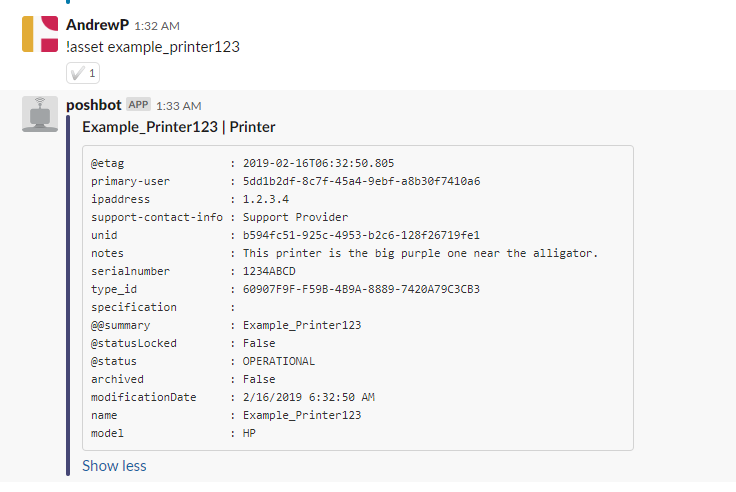 AndrewP 1:32 AM
!asset example_printer123
1
poshbot APP 1:33 AM
Example_Printer123 | Printer
@etag : 2019-02-16T06:32:50.805
primary-user : 5dd1b2df-8c7f-45a4-9ebf-a8b30f7410a6
ipaddress : 1.2.3.4
support-contact-info : Support Provider
unid : b594fc51-925c-4953-b2c6-128f26719fe1
notes : This printer is the big purple one near the alligator.
serialnumber : 1234ABCD
type_id : 60907F9F-F59B-4B9A-8889-7420A79C3CB3
specification :
@@summary : Example_Printer123
@statusLocked : False
@status : OPERATIONAL
archived : False
modificationDate : 2/16/2019 6:32:50 AM
name : Example_Printer123
model : HP
Show less